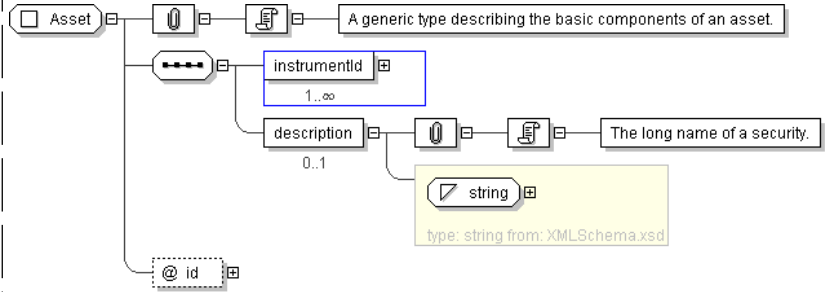 Asset
A generic type describing the basic components of an asset.
instrumentId
1..∞
description
The long name of a security.
0..1
string
type: string from: XMLSchema.xsd
@ id